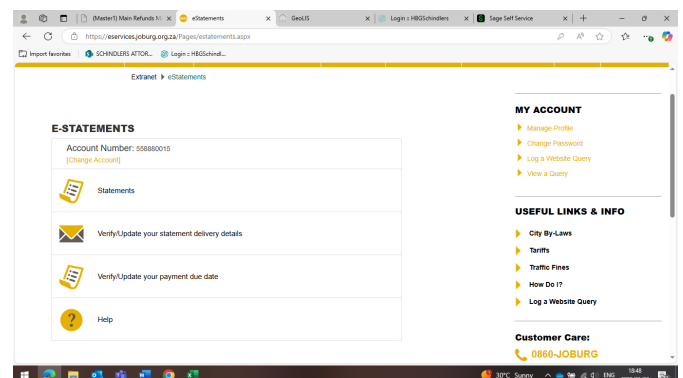 (Master1) Main Refunds M
eStatements
GeoLIS
Login :: HBGSchindlers
Sage Self Service
https://eservices.joburg.org.za/Pages/estatements.aspx
Import favorites
SCHINDLERS ATTOR...
Login :: HBGSchindl...
Extranet eStatements
E-STATEMENTS
Account Number: 558880015
[Change Account]
Statements
Verify/Update your statement delivery details
Verify/Update your payment due date
Help
MY ACCOUNT
Manage Profile
Change Password
Log a Website Query
View a Query
USEFUL LINKS & INFO
City By-Laws
Tariffs
Traffic Fines
How Do I?
Log a Website Query
Customer Care:
0860-JOBURG
30°C Sunny
ENG
18:48